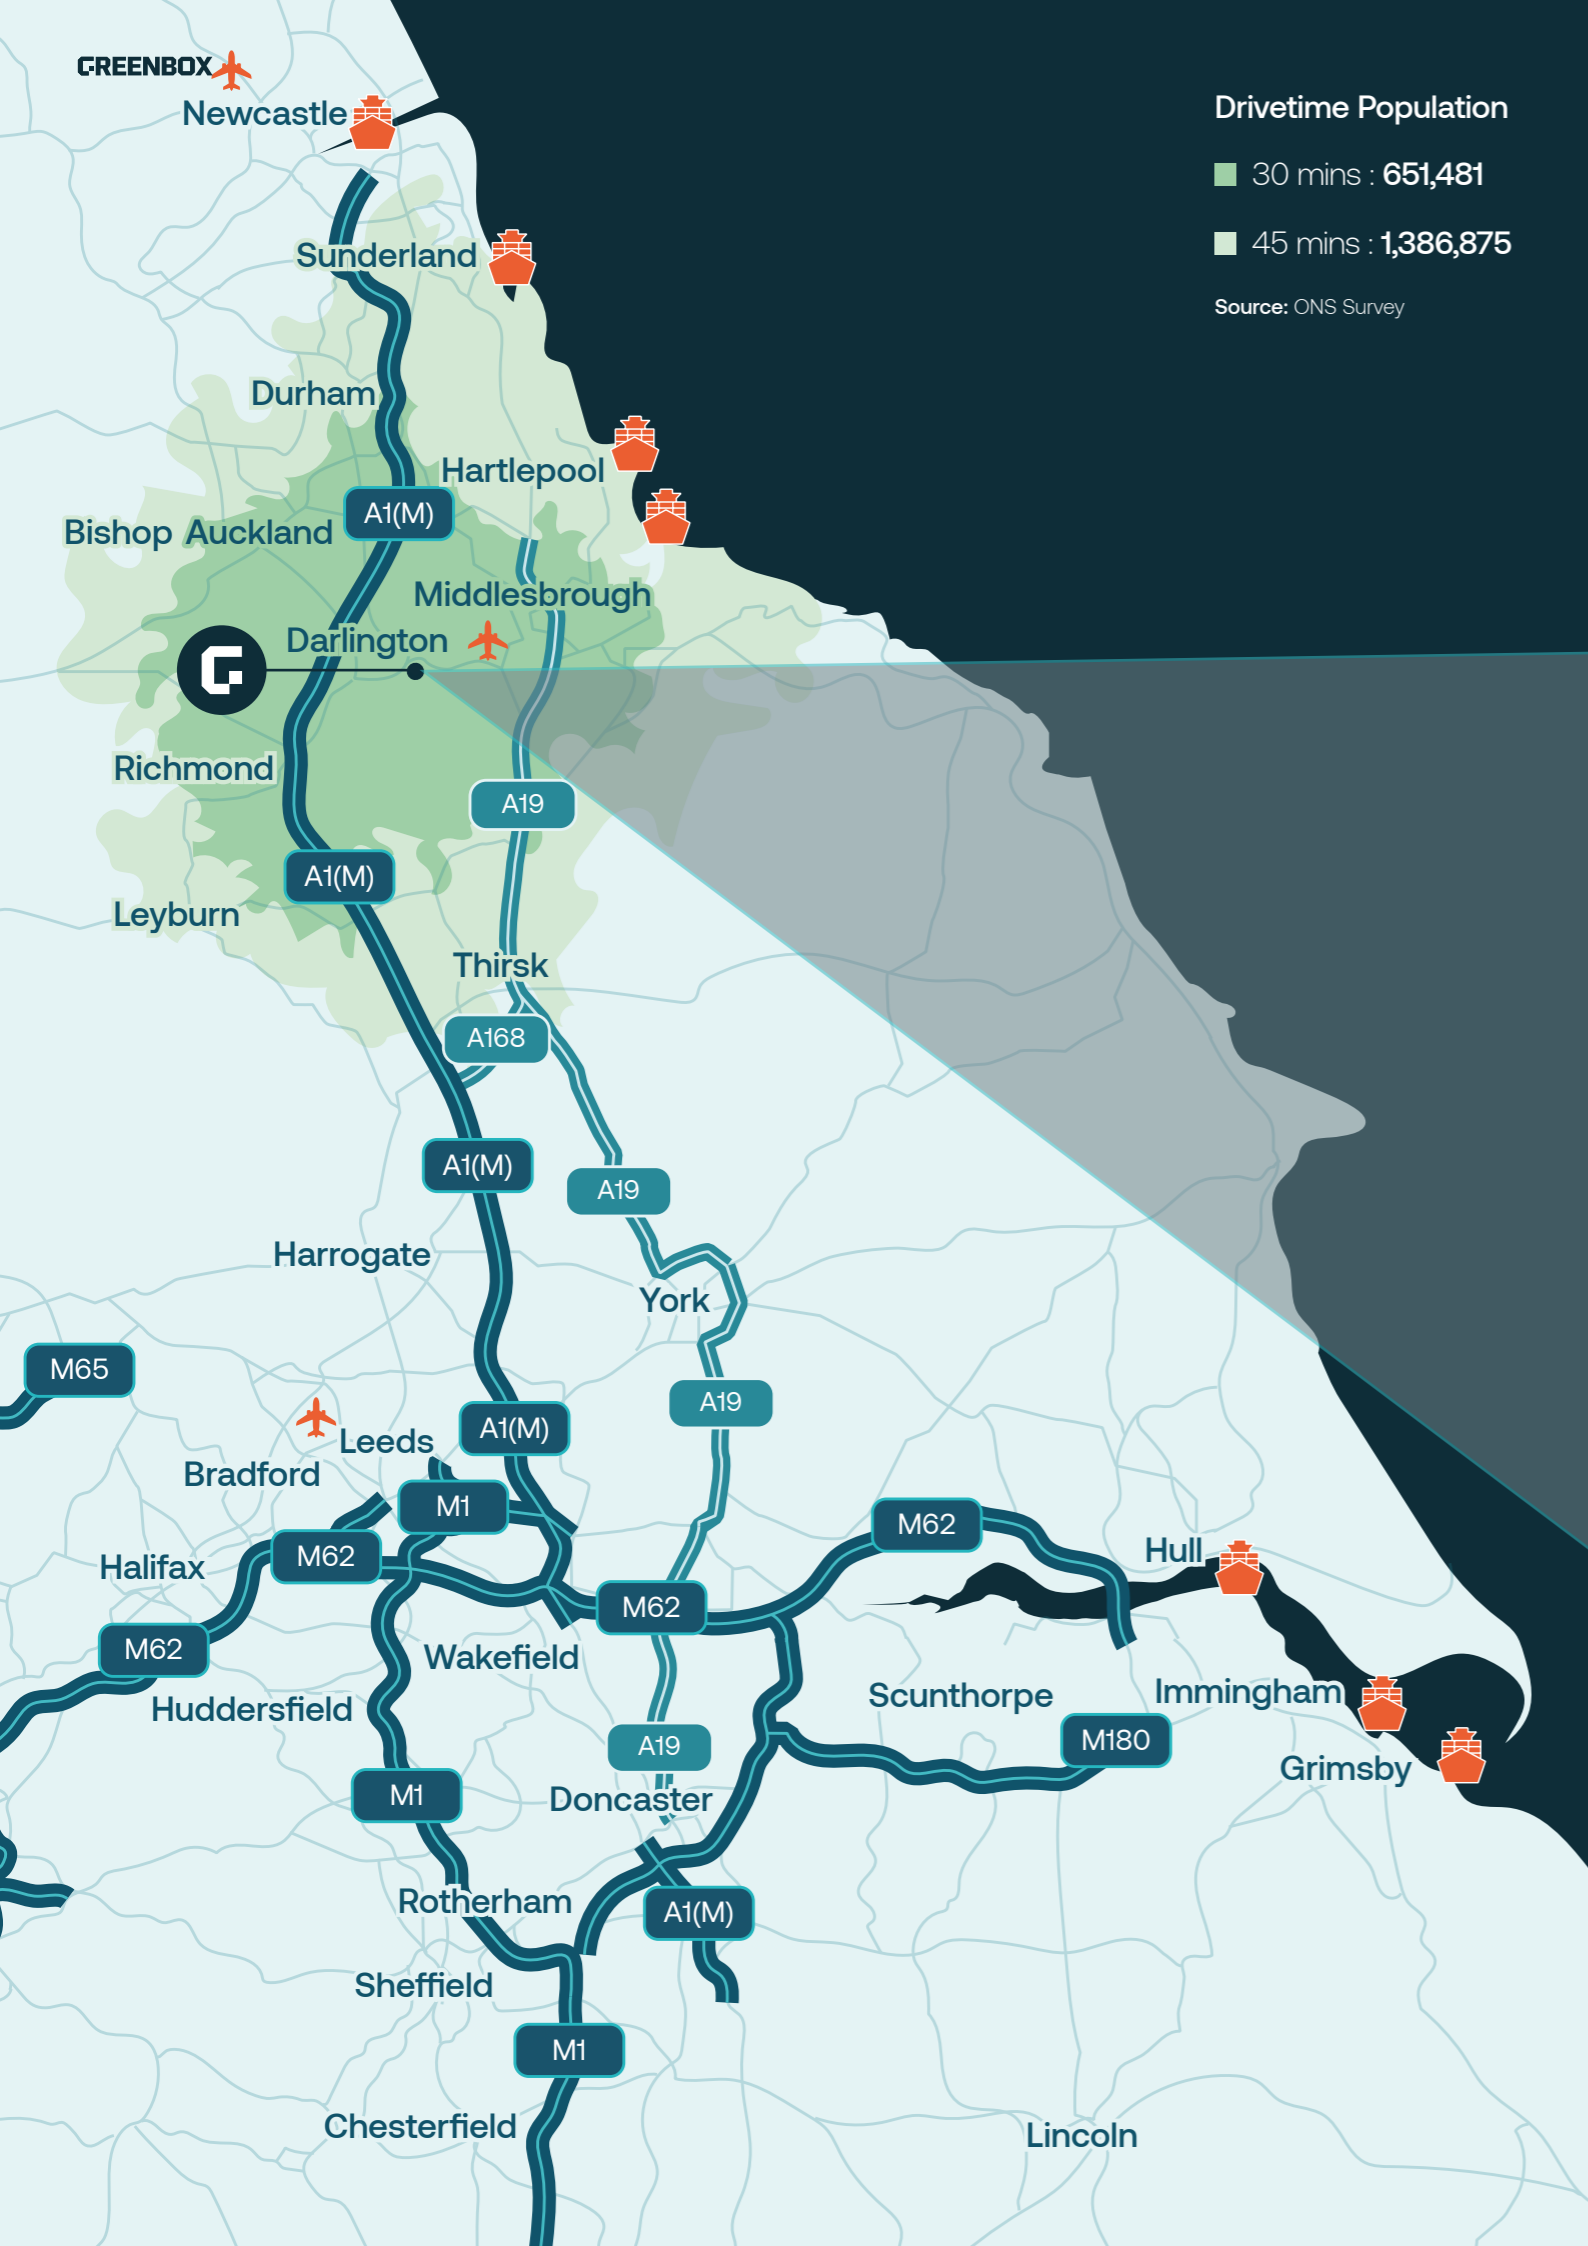 GREENBOX
Newcastle
Drivetime Population
30 mins : 651,481
45 mins : 1,386,875
Source: ONS Survey
Sunderland
Durham
Hartlepool
A1(M)
Bishop Auckland
Middlesbrough
Darlington
G
Richmond
A19
A1(M)
Leyburn
Thirsk
A168
A1(M)
A19
Harrogate
York
M65
A19
A1(M)
Leeds
Bradford
M1
M62
Hull
M62
Halifax
M62
M62
Wakefield
Immingham
Scunthorpe
Huddersfield
M180
A19
Grimsby
M1
Doncaster
Rotherham
A1(M)
Sheffield
M1
Chesterfield
Lincoln